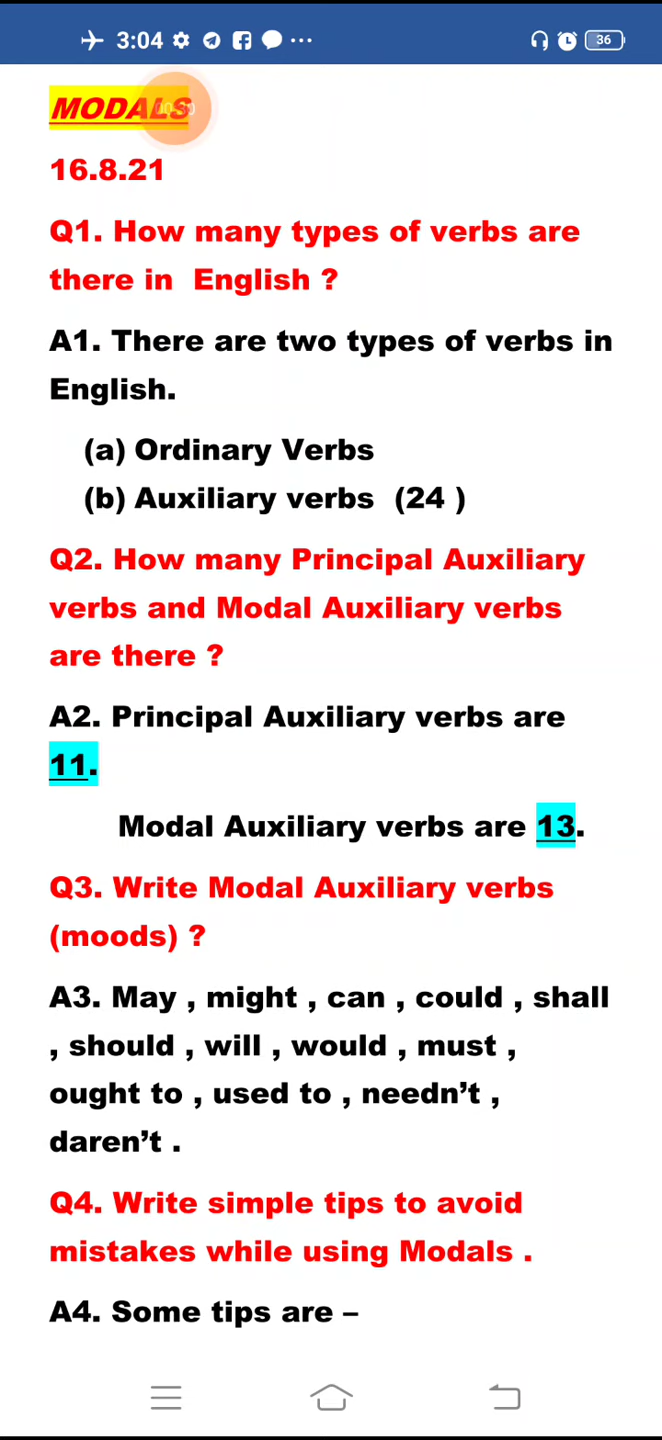 3:04
36
MODALS
16.8.21
Q1. How many types of verbs are
there in English ?
A1. There are two types of verbs in
English.
(a) Ordinary Verbs
(b) Auxiliary verbs (24 )
Q2. How many Principal Auxiliary
verbs and Modal Auxiliary verbs
are there ?
A2. Principal Auxiliary verbs are
11.
Modal Auxiliary verbs are 13.
Q3. Write Modal Auxiliary verbs
(moods) ?
A3. May , might , can , could , shall
, should , will , would , must ,
ought to , used to , needn’t ,
daren’t .
Q4. Write simple tips to avoid
mistakes while using Modals .
A4. Some tips are –